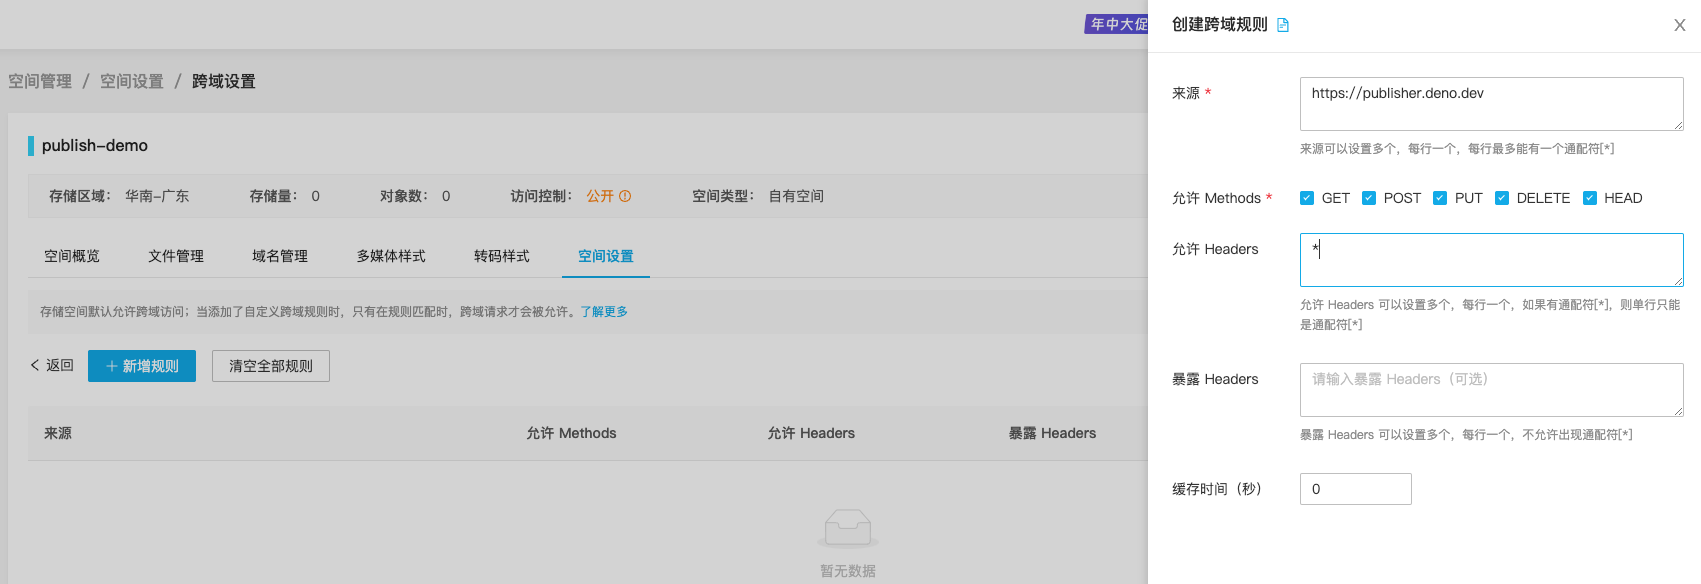 年中大促
空间管理 / 空间设置 / 跨域设置
publish-demo
存储区域： 华南-广东 存储量： 0 对象数： 0 访问控制： 公开 空间类型： 自有空间
空间概览 文件管理 域名管理 多媒体样式 转码样式 空间设置
存储空间默认允许跨域访问；当添加了自定义跨域规则时，只有在规则匹配时，跨域请求才会被允许。了解更多
< 返回 + 新增规则 清空全部规则
来源 允许 Methods 允许 Headers 暴露 Headers
暂无数据
创建跨域规则 X
来源 * https://publisher.deno.dev
来源可以设置多个，每行一个，每行最多能有一个通配符[*]
允许 Methods * GET POST PUT DELETE HEAD
允许 Headers *
允许 Headers 可以设置多个，每行一个，如果有通配符[*]，则单行只能
是通配符[*]
暴露 Headers 请输入暴露 Headers（可选）
暴露 Headers 可以设置多个，每行一个，不允许出现通配符[*]
缓存时间（秒） 0